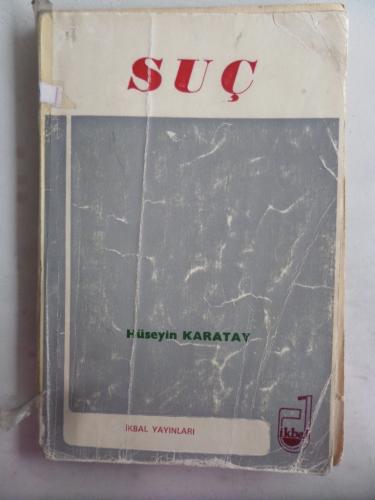 SUÇ
Hüseyin KARATAY
İKBAL YAYINLARI
ikbal